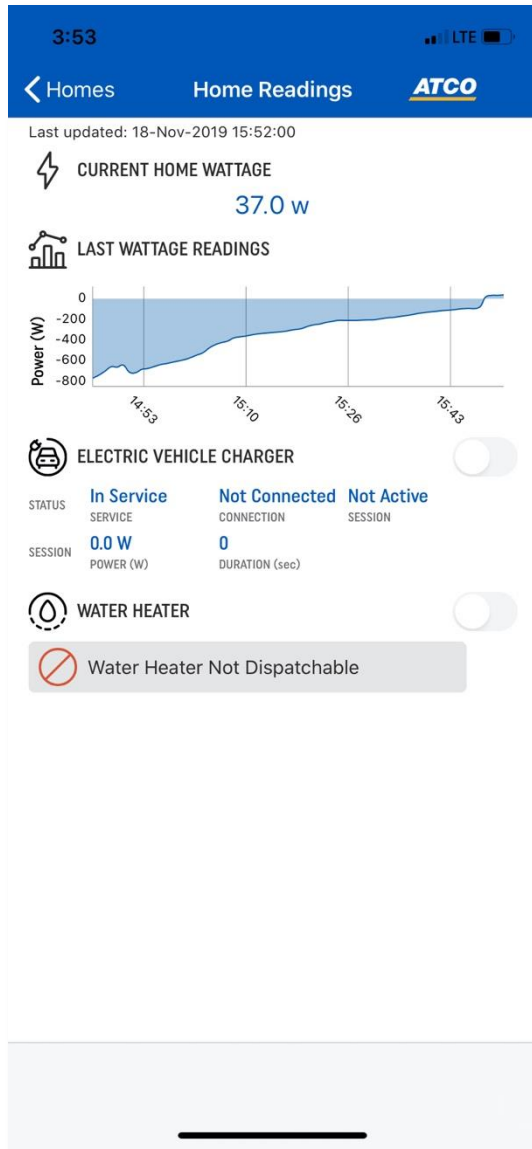 3:53 LTE
Homes Home Readings ATCO
Last updated: 18-Nov-2019 15:52:00
CURRENT HOME WATTAGE
37.0 w
LAST WATTAGE READINGS
Power (W)
0
-200
-400
-600
-800
14:53 15:10 15:26 15:43
ELECTRIC VEHICLE CHARGER
STATUS In Service Not Connected Not Active
SERVICE CONNECTION SESSION
SESSION 0.0 W 0
POWER (W) DURATION (sec)
WATER HEATER
Water Heater Not Dispatchable